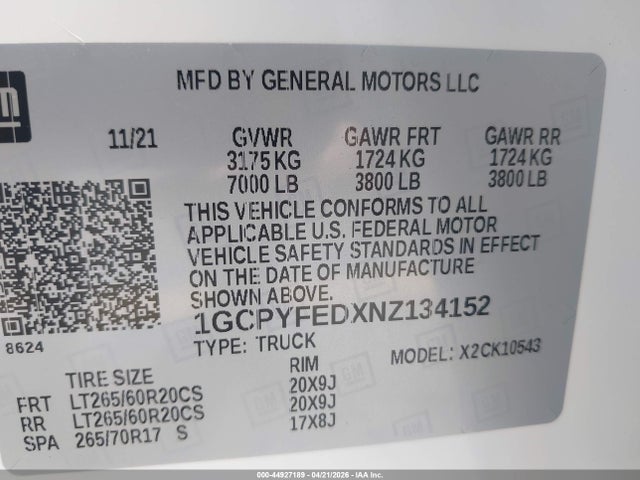 gm
MFD BY GENERAL MOTORS LLC
11/21 GVWR GAWR FRT GAWR RR
3175 KG 1724 KG 1724 KG
7000 LB 3800 LB 3800 LB
THIS VEHICLE CONFORMS TO ALL
APPLICABLE U.S. FEDERAL MOTOR
VEHICLE SAFETY STANDARDS IN EFFECT
ON THE DATE OF MANUFACTURE
SHOWN ABOVE.
1GCPYFEDXNZ134152
8624
TYPE: TRUCK MODEL: X2CK10543
TIRE SIZE RIM
FRT LT265/60R20CS 20X9J
RR LT265/60R20CS 20X9J
SPA 265/70R17 S 17X8J
000-44927189 - 04/21/2026 - IAAI.COM